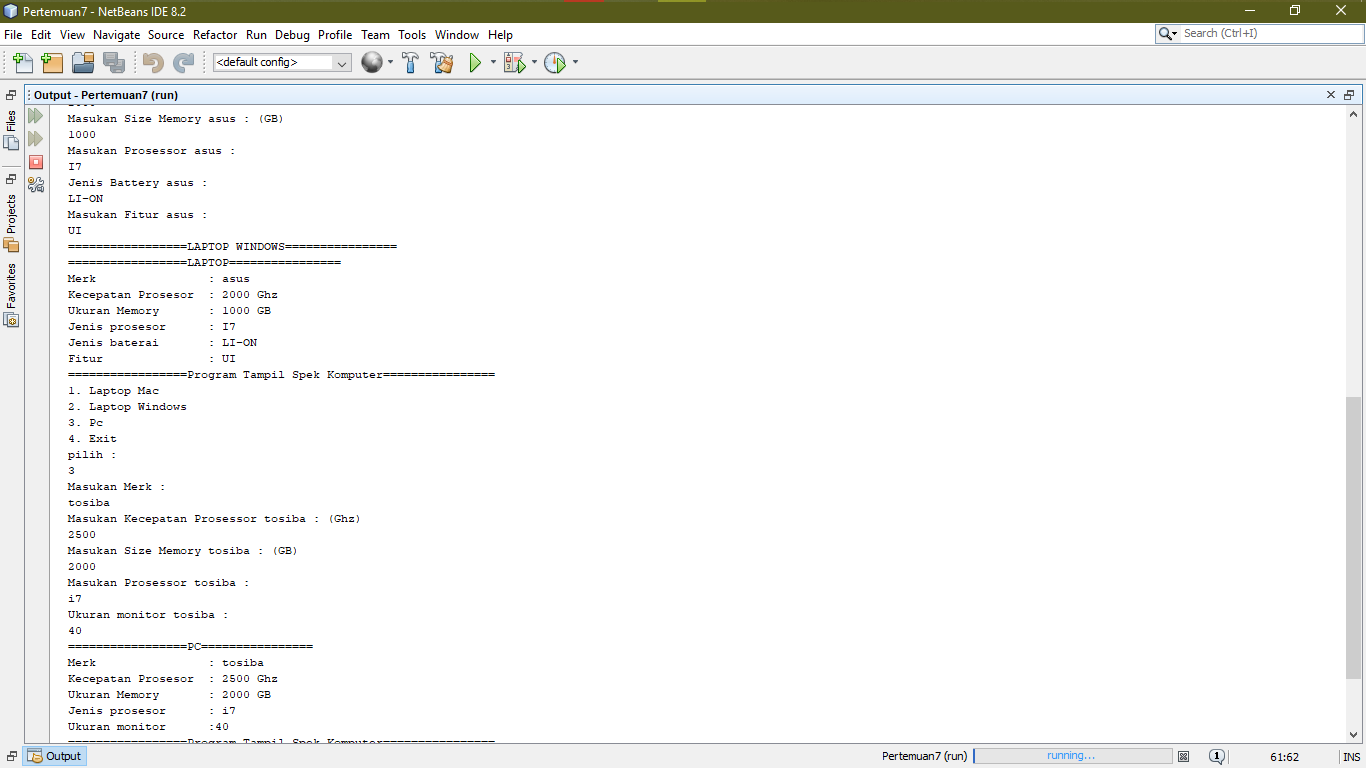 Pertemuan7 - NetBeans IDE 8.2
File Edit View Navigate Source Refactor Run Debug Profile Team Tools Window Help
Search (Ctrl+I)
<default config>
Output - Pertemuan7 (run)
Files
Projects
Favorites
Masukan Size Memory asus : (GB)
1000
Masukan Prosessor asus :
I7
Jenis Battery asus :
LI-ON
Masukan Fitur asus :
UI
=================LAPTOP WINDOWS================
=================LAPTOP================
Merk : asus
Kecepatan Prosesor : 2000 Ghz
Ukuran Memory : 1000 GB
Jenis prosesor : I7
Jenis baterai : LI-ON
Fitur : UI
=================Program Tampil Spek Komputer================
1. Laptop Mac
2. Laptop Windows
3. Pc
4. Exit
pilih :
3
Masukan Merk :
tosiba
Masukan Kecepatan Prosessor tosiba : (Ghz)
2500
Masukan Size Memory tosiba : (GB)
2000
Masukan Prosessor tosiba :
i7
Ukuran monitor tosiba :
40
=================PC================
Merk : tosiba
Kecepatan Prosesor : 2500 Ghz
Ukuran Memory : 2000 GB
Jenis prosesor : i7
Ukuran monitor :40
=================Program Tampil Spek Komputer================
Output
Pertemuan7 (run)
running...
1
61:62
INS